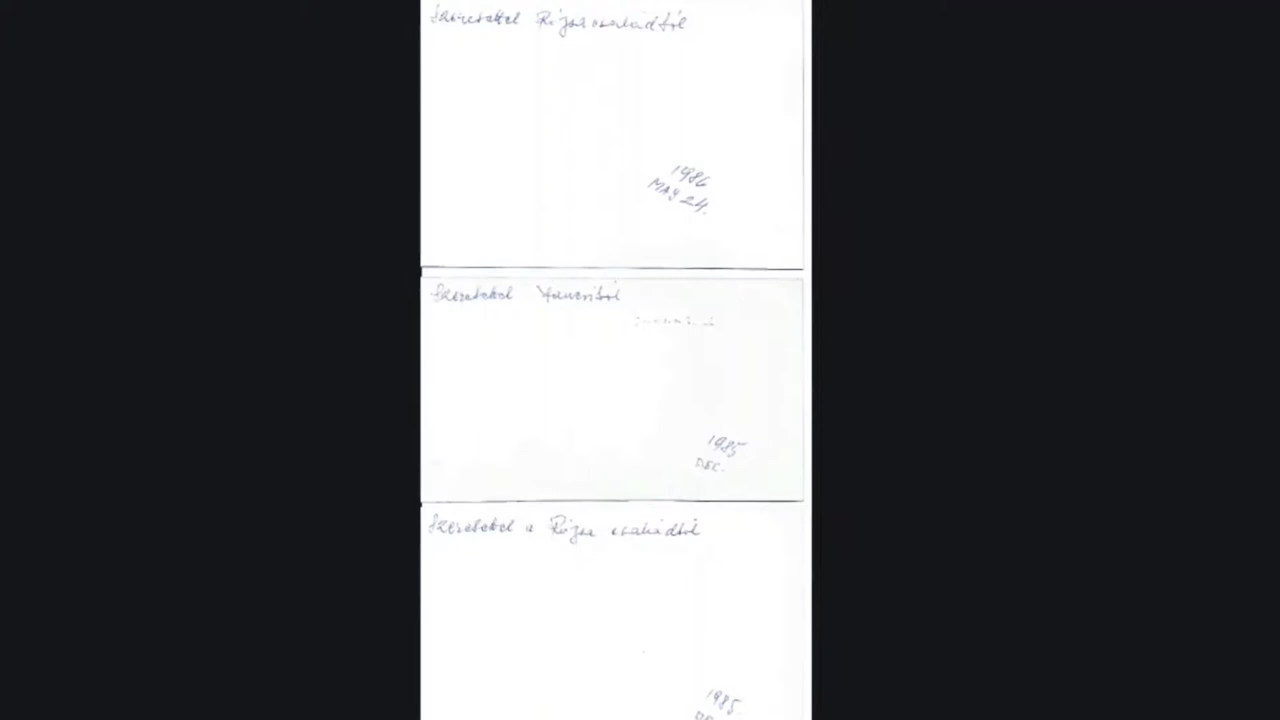 Szeretettel Rózsa családtól
1986
MAY 24.
Szeretettel
1985
DEC.
Szeretettel a Rózsa családtól
1985